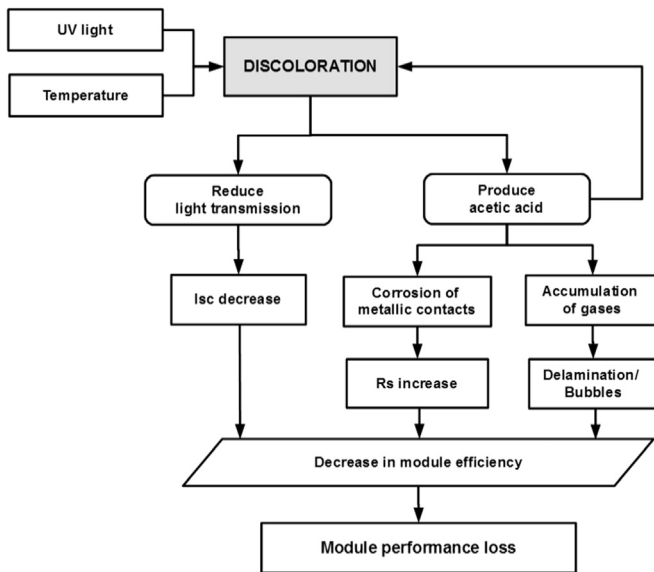 UV light
DISCOLORATION
Temperature
Reduce
light transmission
Produce
acetic acid
Isc decrease
Corrosion of
metallic contacts
Accumulation
of gases
Rs increase
Delamination/
Bubbles
Decrease in module efficiency
Module performance loss